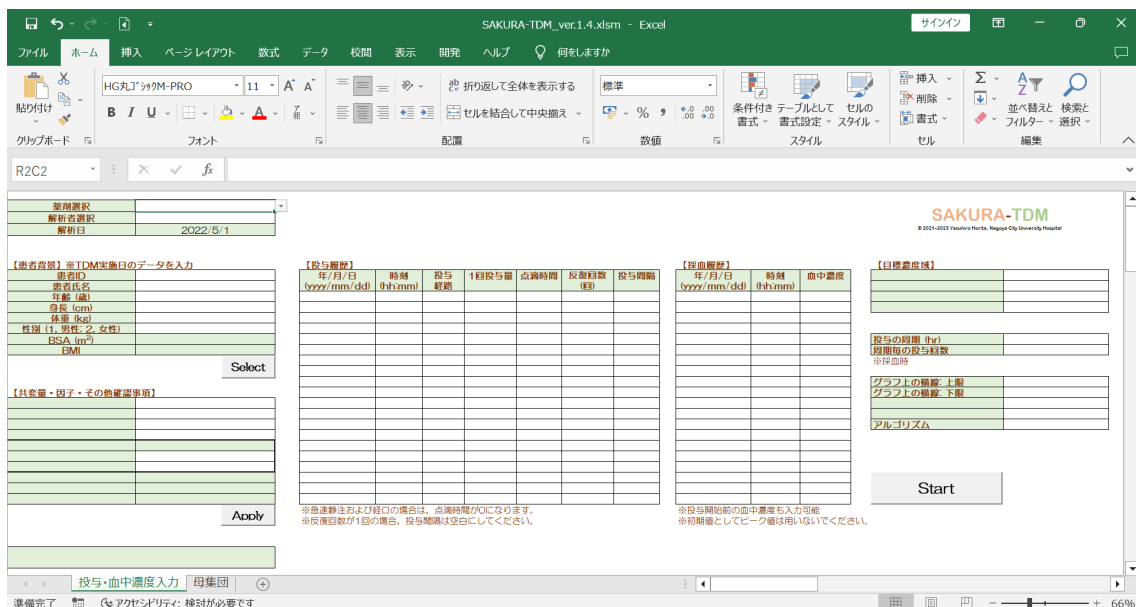 SAKURA-TDM_ver.1.4.xlsm - Excel
サインイン
ファイル ホーム 挿入 ページ レイアウト 数式 データ 校閲 表示 開発 ヘルプ 何をしますか
貼り付け
HG丸ｺﾞｼｯｸM-PRO 11
折り返して全体を表示する
標準
B I U
セルを結合して中央揃え
条件付き書式
テーブルとして書式設定
セルのスタイル
挿入
削除
書式
並べ替えと
フィルター
検索と
選択
クリップボード フォント 配置 数値 スタイル セル 編集
R2C2 fx
薬剤選択
解析者選択
解析日 2022/5/1
SAKURA-TDM
© 2021-2023 Yasuhiro Horita, Nagoya City University Hospital
【患者背景】※TDM実施日のデータを入力
患者ID
患者氏名
年齢 (歳)
身長 (cm)
体重 (kg)
性別 (1, 男性: 2, 女性)
BSA (m²)
BMI
Select
【共変量・因子・その他確認事項】
Apply
【投与履歴】
年/月/日 (yyyy/mm/dd) 時刻 (hh:mm) 投与経路 1回投与量 点滴時間 反復回数 (回) 投与間隔
※急速静注および経口の場合は、点滴時間が0になります。
※反復回数が1回の場合、投与間隔は空白にしてください。
【採血履歴】
年/月/日 (yyyy/mm/dd) 時刻 (hh:mm) 血中濃度
※投与開始前の血中濃度も入力可能
※初期値としてピーク値は用いないでください。
【目標濃度域】
投与の周期 (hr)
周期毎の投与回数
※採血時
グラフ上の横線: 上限
グラフ上の横線: 下限
アルゴリズム
Start
投与・血中濃度入力 母集団
準備完了 アクセシビリティ: 検討が必要です 66%